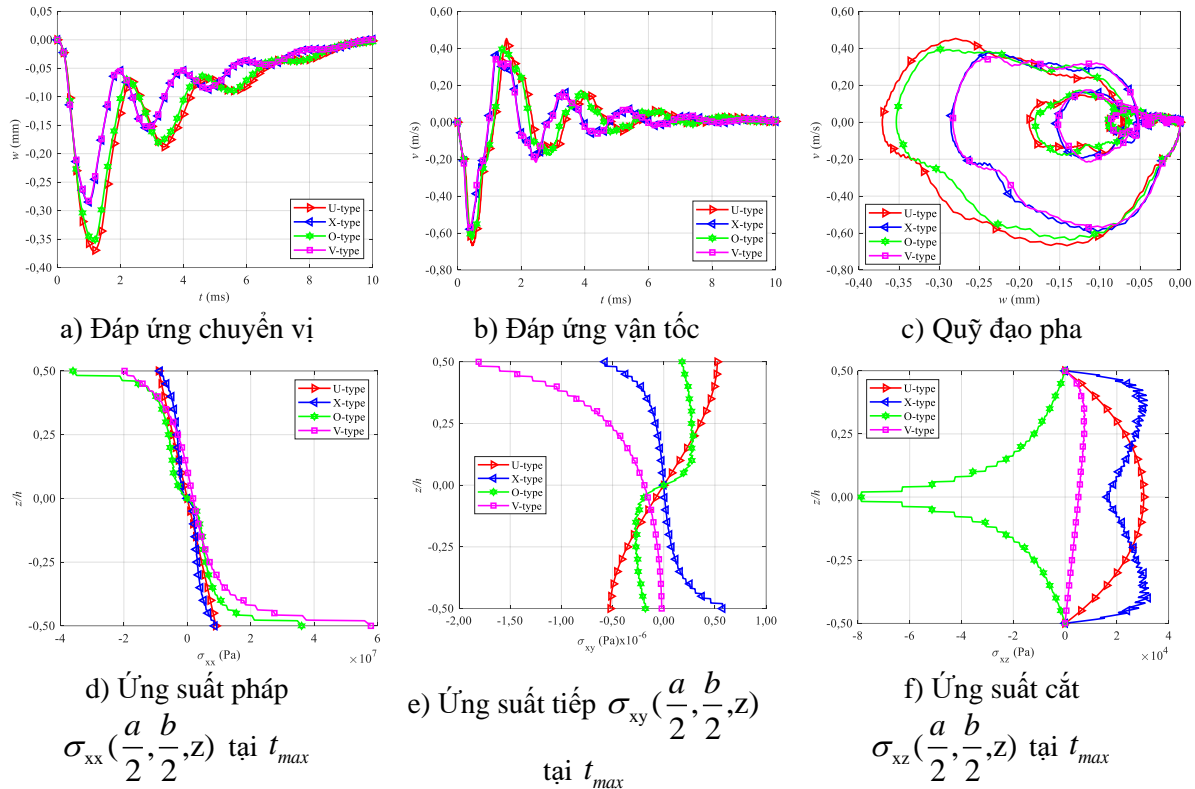 0,00
0,05
-0,05
-0,10
-0,15
-0,20
-0,25
-0,30
-0,35
-0,40
w (mm)
0 2 4 6 8 10
t (ms)
U-type
X-type
O-type
V-type
a) Đáp ứng chuyển vị
0,80
0,60
0,40
0,20
0,00
-0,20
-0,40
-0,60
-0,80
v (m/s)
0 2 4 6 8 10
t (ms)
U-type
X-type
O-type
V-type
b) Đáp ứng vận tốc
0,80
0,60
0,40
0,20
0,00
-0,20
-0,40
-0,60
-0,80
v (m/s)
-0,40 -0,35 -0,30 -0,25 -0,20 -0,15 -0,10 -0,05 0,00
w (mm)
U-type
X-type
O-type
V-type
c) Quỹ đạo pha
0,50
0,25
0,00
-0,25
-0,50
z/h
-4 -2 0 2 4 6
σxx (Pa)
×10^7
U-type
X-type
O-type
V-type
d) Ứng suất pháp
σxx(a/2,b/2,z) tại tmax
0,50
0,25
0,00
-0,25
-0,50
z/h
-2,00 -1,50 -1,00 -0,50 0,00 0,50 1,00
σxy (Pa)x10^-6
U-type
X-type
O-type
V-type
e) Ứng suất tiếp σxy(a/2,b/2,z)
tại tmax
0,50
0,25
0,00
-0,25
-0,50
z/h
-8 -6 -4 -2 0 2 4
σxz (Pa)
×10^4
U-type
X-type
O-type
V-type
f) Ứng suất cắt
σxz(a/2,b/2,z) tại tmax